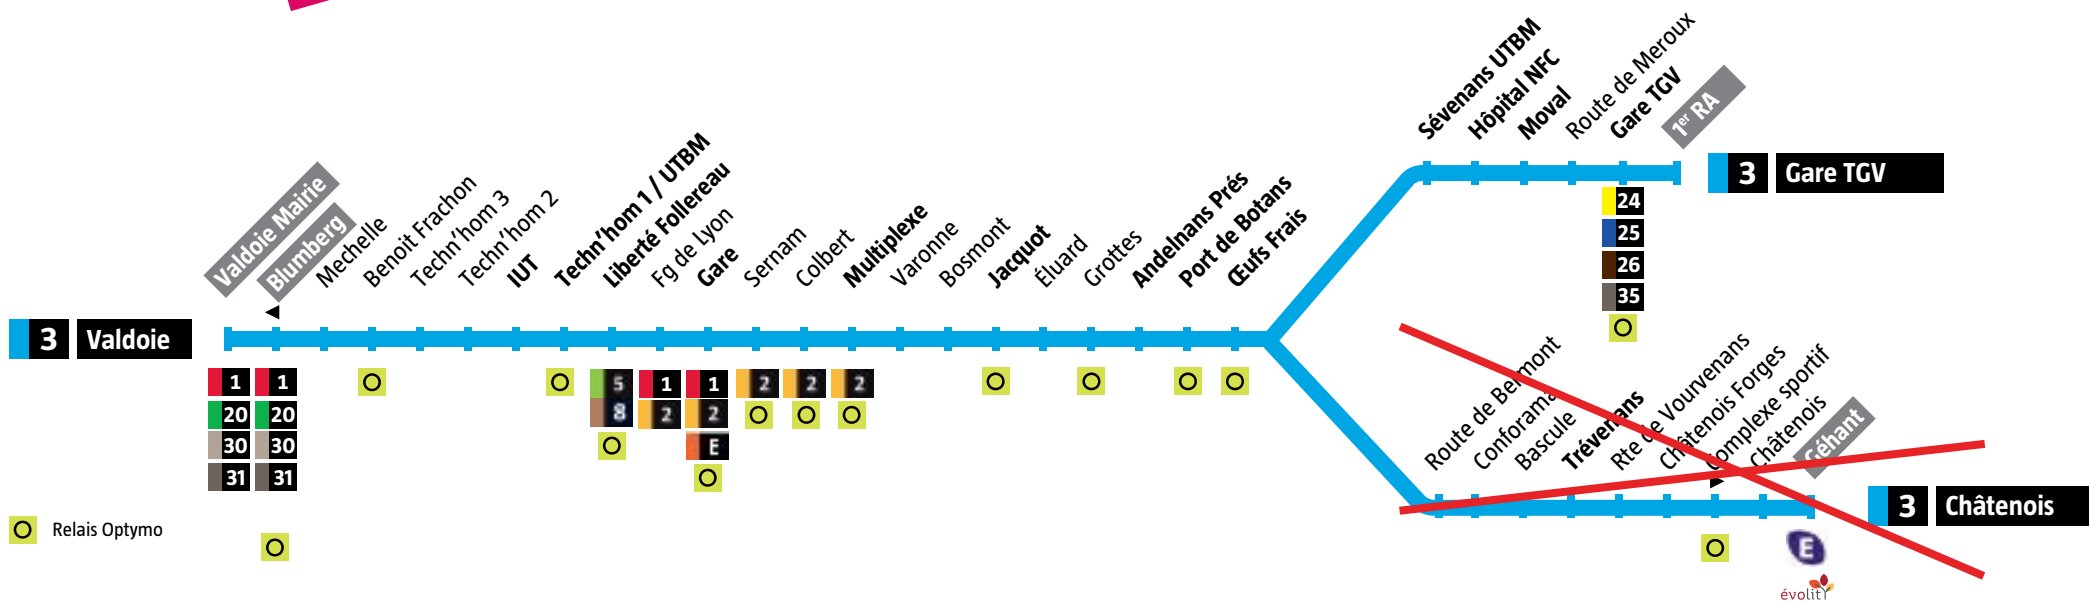 Sévenans UTBM
Hôpital NFC
Moval
Route de Meroux
Gare TGV
1er RA
3 Gare TGV
24
25
26
35
Valdoie Mairie
Blumberg
Mechelle
Benoît Frachon
Techn'hom 3
Techn'hom 2
IUT
Techn'hom 1 / UTBM
Liberté Follereau
Fg de Lyon
Gare
Sernam
Colbert
Multiplexe
Varonne
Bosmont
Jacquot
Éluard
Grottes
Andelnans Prés
Port de Botans
Œufs Frais
3 Valdoie
1 1 5 1 1 2 2 2
20 20 8 2 2
30 30 E
31 31
Relais Optymo
Route de Bermont
Conforama
Bascule
Trévenans
Rte de Vourvenans
Châtenois Forges
Complexe sportif
Châtenois
Géhant
3 Châtenois
E
évolitY